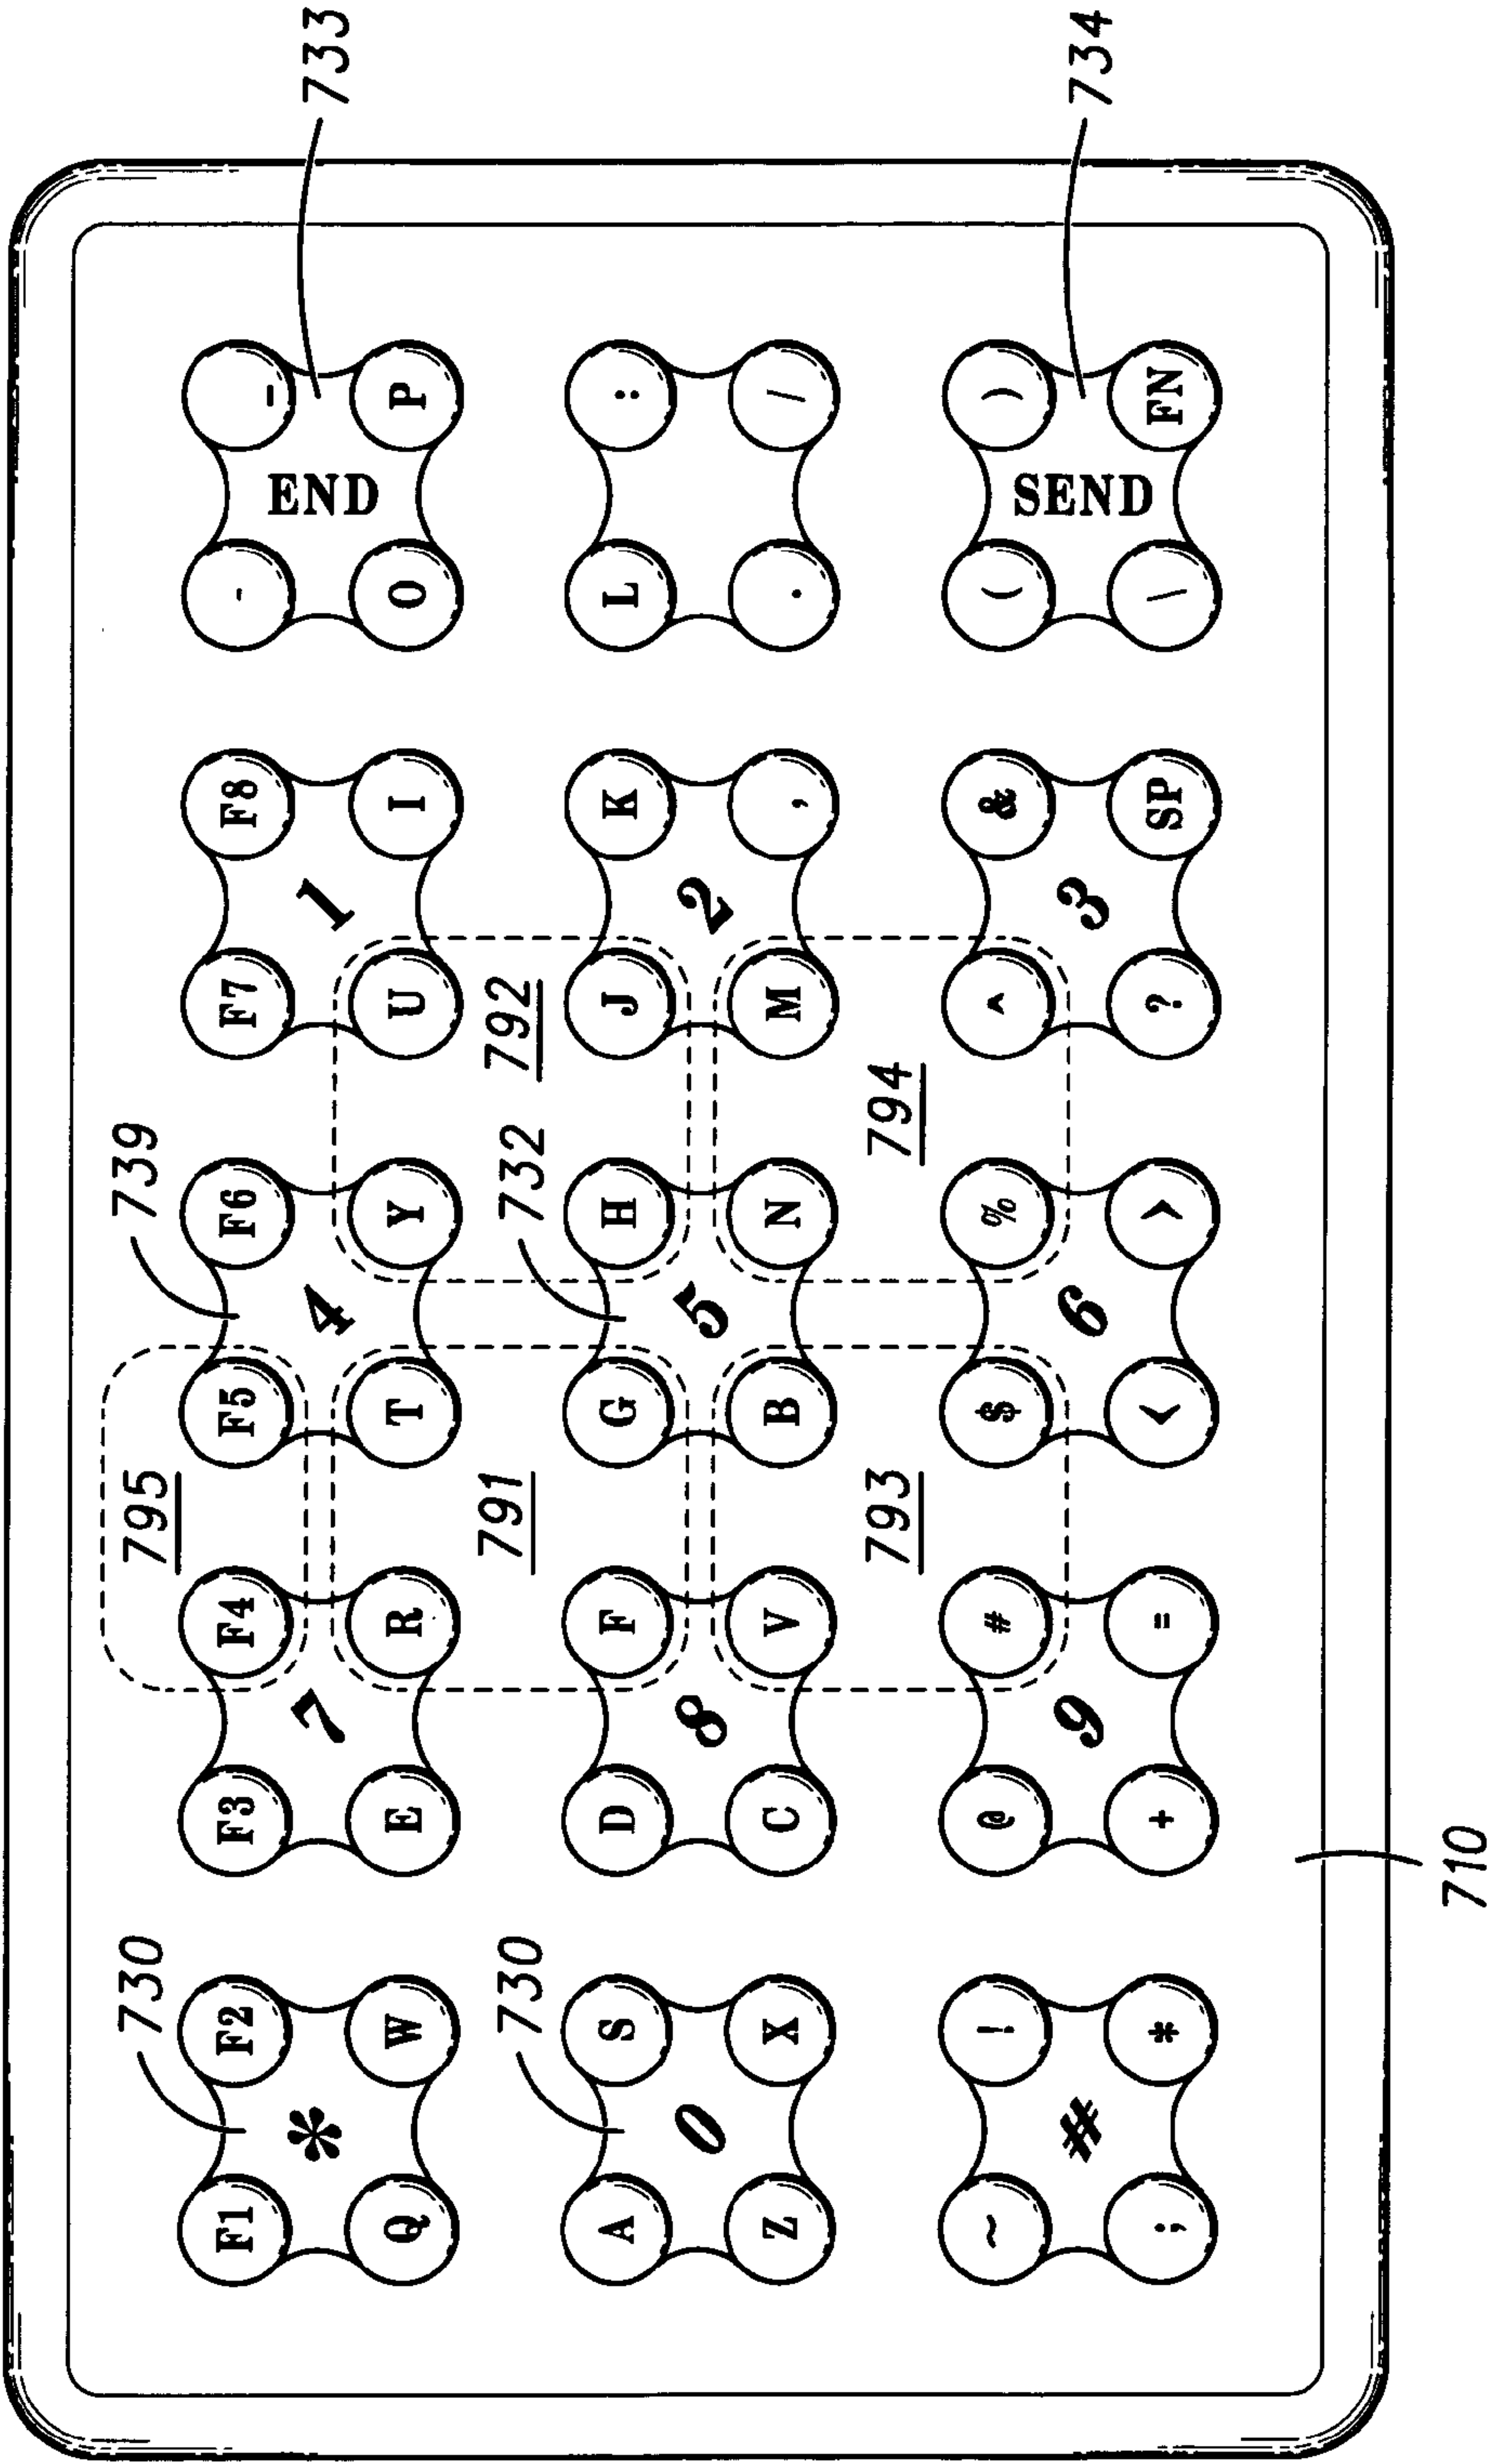 730 795 739
F1 F2 F3 F4 F5 F6 F7 F8 - _
* 7 4 1 END 733
Q W E R T Y U I O P
730 791 732 792
A S D F G H J K L :
0 8 5 2
Z X C V B N M , . /
793 794
~ ! @ # $ % ^ & ( )
# 9 6 3 SEND 734
; * + = < > ? SP \ FN
710